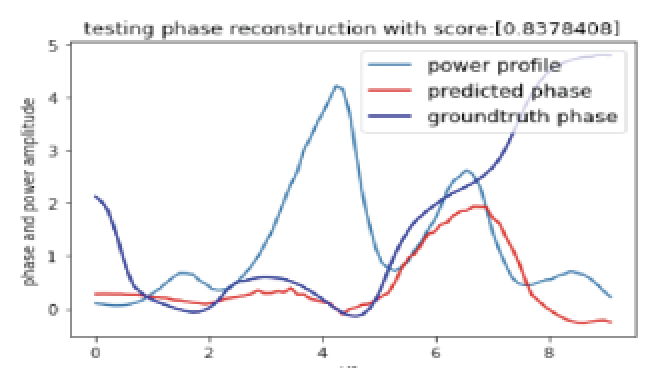 testing phase reconstruction with score:[0.8378408]
5
4
3
2
1
0
phase and power amplitude
power profile
predicted phase
groundtruth phase
0 2 4 6 8